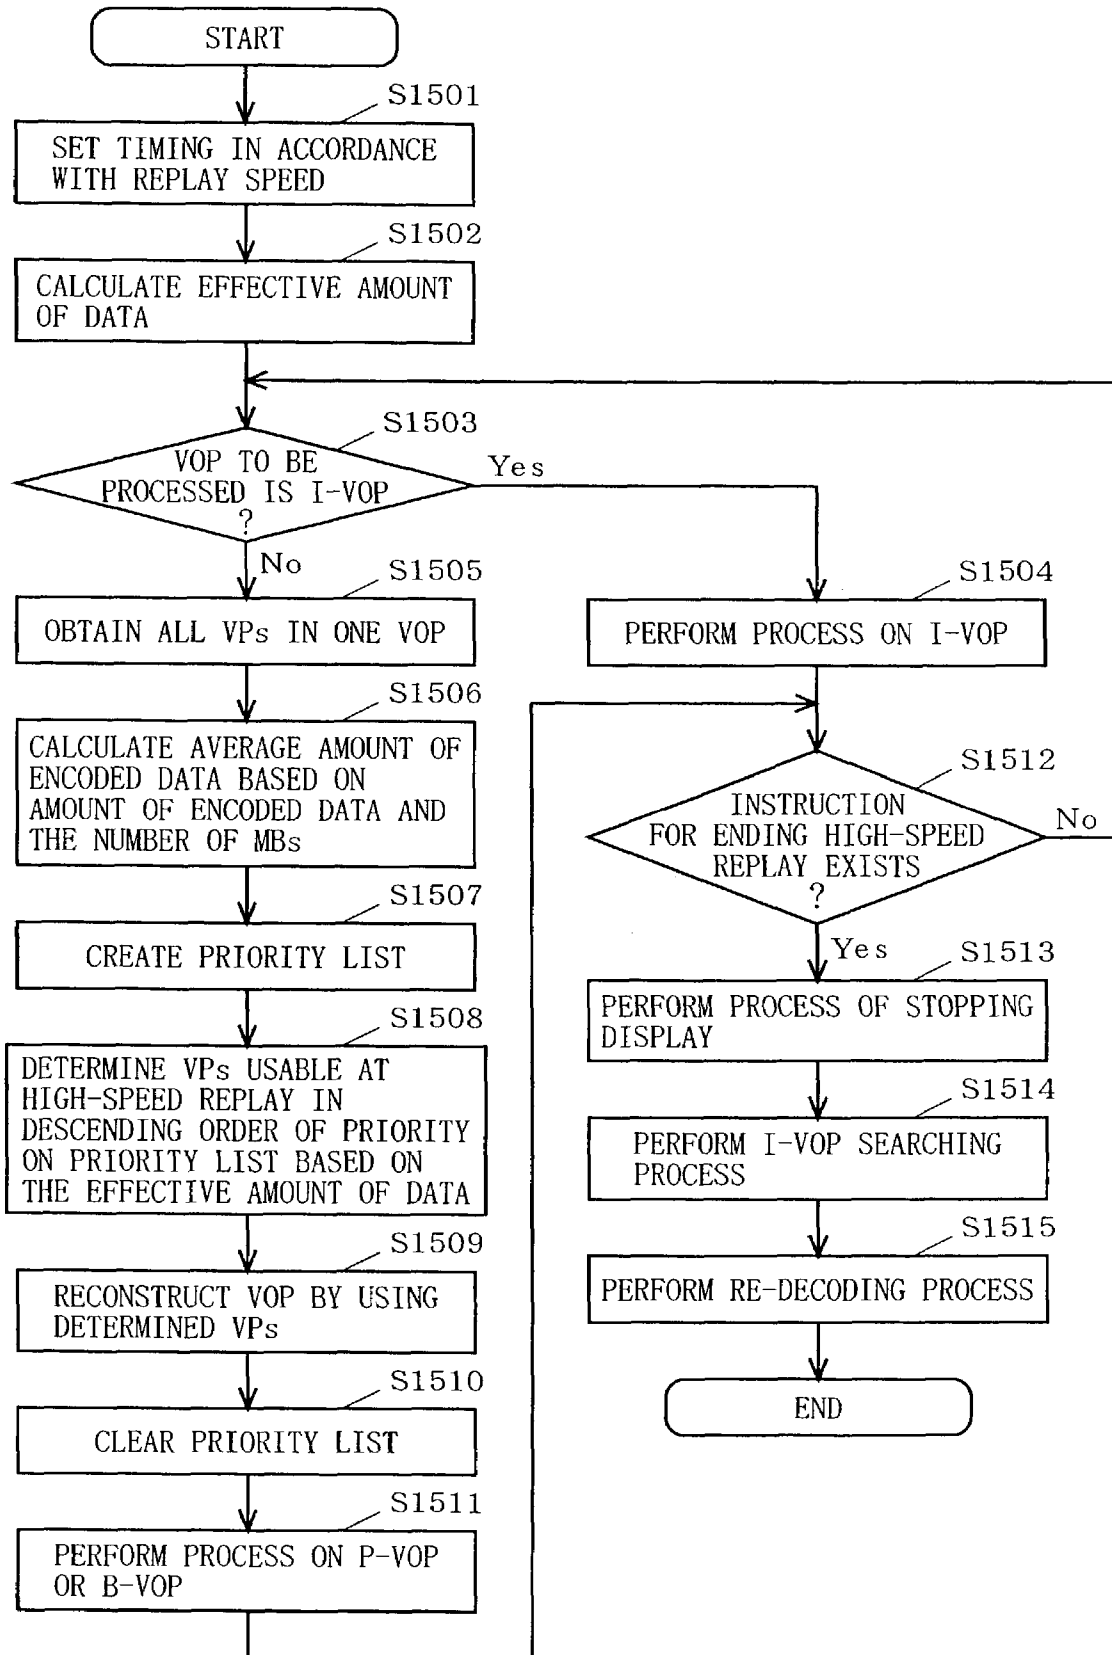 START
S1501
SET TIMING IN ACCORDANCE
WITH REPLAY SPEED
S1502
CALCULATE EFFECTIVE AMOUNT
OF DATA
S1503
VOP TO BE
PROCESSED IS I-VOP
?
Yes
No
S1505
OBTAIN ALL VPs IN ONE VOP
S1506
CALCULATE AVERAGE AMOUNT OF
ENCODED DATA BASED ON
AMOUNT OF ENCODED DATA AND
THE NUMBER OF MBs
S1507
CREATE PRIORITY LIST
S1508
DETERMINE VPs USABLE AT
HIGH-SPEED REPLAY IN
DESCENDING ORDER OF PRIORITY
ON PRIORITY LIST BASED ON
THE EFFECTIVE AMOUNT OF DATA
S1509
RECONSTRUCT VOP BY USING
DETERMINED VPs
S1510
CLEAR PRIORITY LIST
S1511
PERFORM PROCESS ON P-VOP
OR B-VOP
S1504
PERFORM PROCESS ON I-VOP
S1512
INSTRUCTION
FOR ENDING HIGH-SPEED
REPLAY EXISTS
?
No
Yes
S1513
PERFORM PROCESS OF STOPPING
DISPLAY
S1514
PERFORM I-VOP SEARCHING
PROCESS
S1515
PERFORM RE-DECODING PROCESS
END